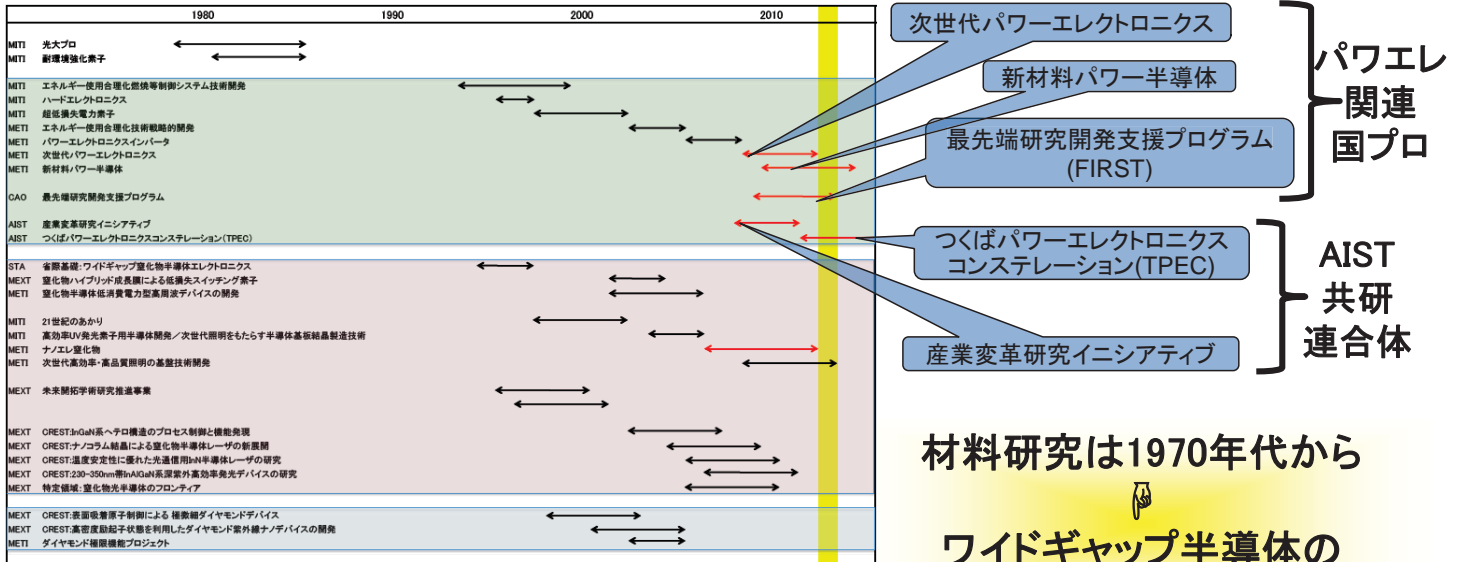 1980 1990 2000 2010
MITI 光大プロ
MITI 耐環境強化素子
MITI エネルギー使用合理化燃焼等制御システム技術開発
MITI ハードエレクトロニクス
MITI 超低損失電力素子
METI エネルギー使用合理化技術戦略的開発
METI パワーエレクトロニクスインバータ
METI 次世代パワーエレクトロニクス
METI 新材料パワー半導体
CAO 最先端研究開発支援プログラム
AIST 産業変革研究イニシアティブ
AIST つくばパワーエレクトロニクスコンステレーション(TPEC)
STA 省際基礎:ワイドギャップ窒化物半導体エレクトロニクス
MEXT 窒化物ハイブリッド成長膜による低損失スイッチング素子
METI 窒化物半導体低消費電力型高周波デバイスの開発
MITI 21世紀のあかり
MITI 高効率UV発光素子用半導体開発/次世代照明をもたらす半導体基板結晶製造技術
METI ナノエレ窒化物
METI 次世代高効率・高品質照明の基盤技術開発
MEXT 未来開拓学術研究推進事業
MEXT CREST:InGaN系ヘテロ構造のプロセス制御と機能発現
MEXT CREST:ナノコラム結晶による窒化物半導体レーザの新展開
MEXT CREST:温度安定性に優れた光通信用InN半導体レーザの研究
MEXT CREST:230-350nm帯InAlGaN系深紫外高効率発光デバイスの研究
MEXT 特定領域:窒化物光半導体のフロンティア
MEXT CREST:表面吸着原子制御による 極微細ダイヤモンドデバイス
MEXT CREST:高密度励起子状態を利用したダイヤモンド紫外線ナノデバイスの開発
METI ダイヤモンド極限機能プロジェクト
次世代パワーエレクトロニクス
新材料パワー半導体
最先端研究開発支援プログラム
(FIRST)
パワエレ
関連
国プロ
つくばパワーエレクトロニクス
コンステレーション(TPEC)
産業変革研究イニシアティブ
AIST
共研
連合体
材料研究は1970年代から
☟
ワイドギャップ半導体の